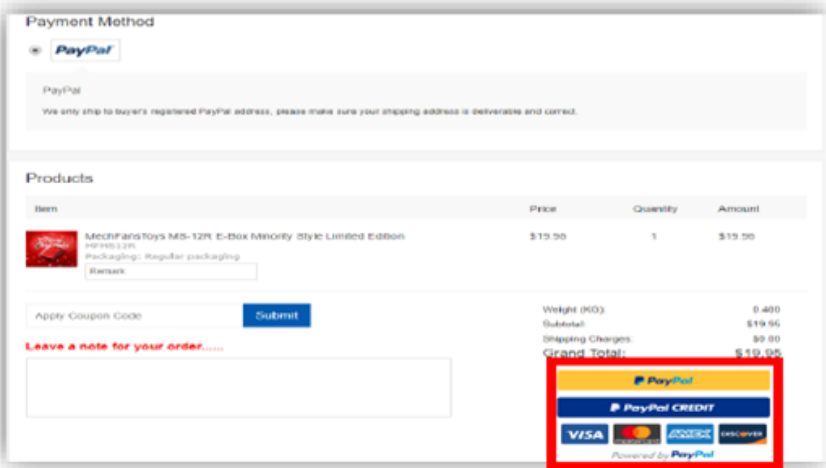 Payment Method
PayPal
PayPal
We only ship to buyer's registered PayPal address, please make sure your shipping address is deliverable and correct.
Products
Item Price Quantity Amount
MechFansToys MS-12R E-Box Minority Style Limited Edition $19.98 1 $19.98
Packaging: Regular packaging
Remark
Apply Coupon Code Submit
Weight (KG): 0.400
Subtotal: $19.95
Shipping Charges: $0.00
Grand Total: $19.95
Leave a note for your order......
PayPal
PayPal CREDIT
VISA AMEX DISCOVER
Powered by PayPal